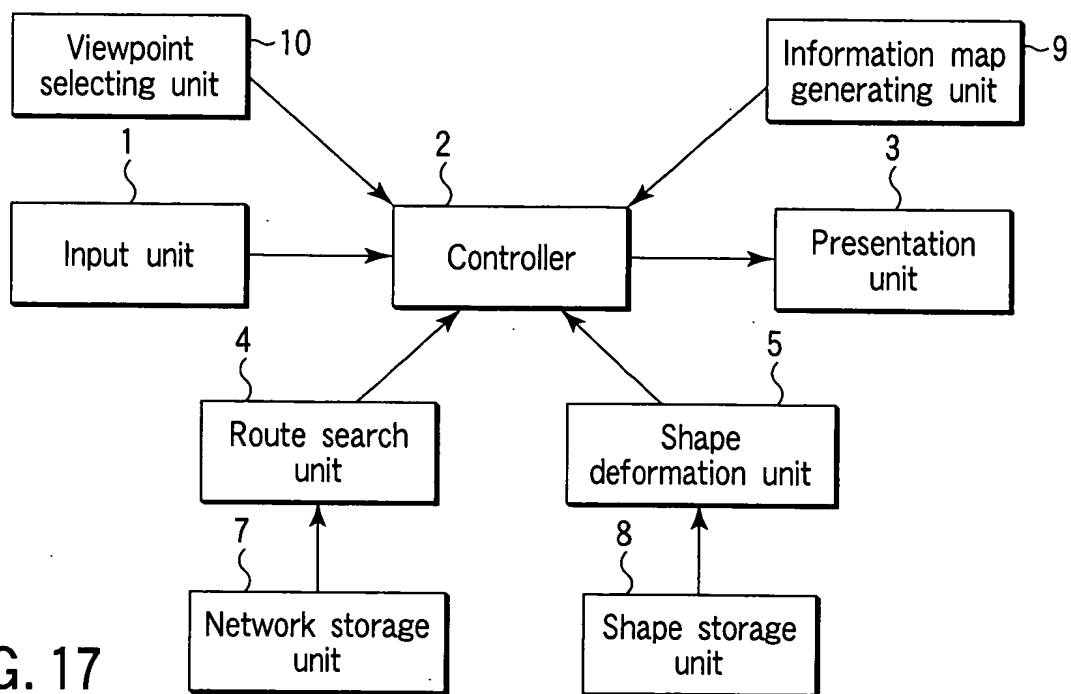 Viewpoint
selecting unit
10
Information map
generating unit
9
1
2
3
Input unit
Controller
Presentation
unit
4
5
Route search
unit
Shape
deformation unit
7
8
Network storage
unit
Shape storage
unit
G. 17